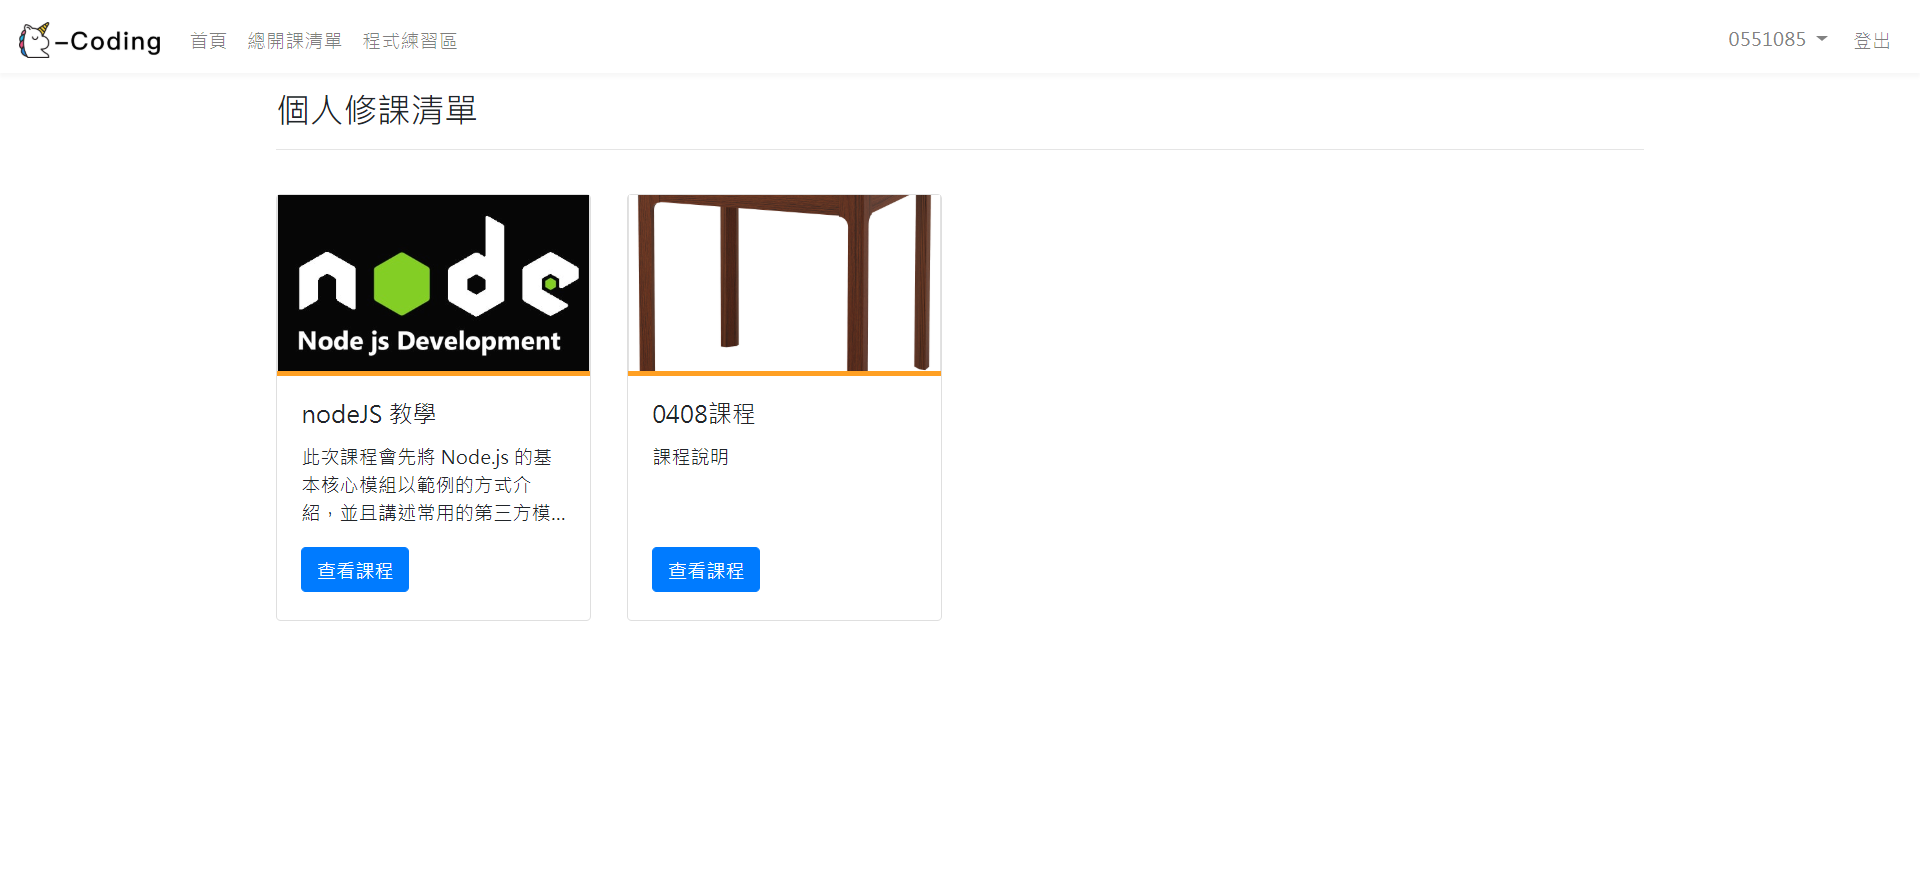 -Coding 首頁 總開課清單 程式練習區 0551085 登出
個人修課清單
node
Node js Development
nodeJS 教學
此次課程會先將 Node.js 的基
本核心模組以範例的方式介
紹，並且講述常用的第三方模...
查看課程
0408課程
課程說明
查看課程